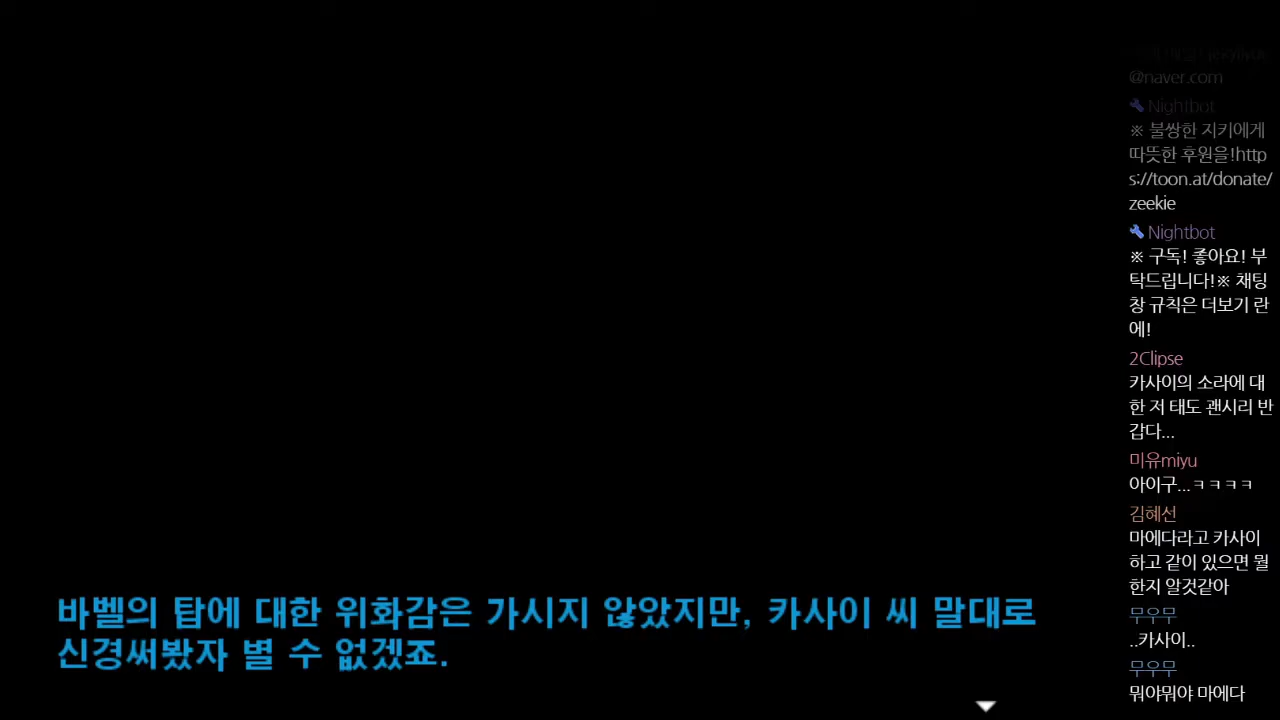 바벨의 탑에 대한 위화감은 가시지 않았지만, 카사이 씨 말대로
신경써봤자 별 수 없겠죠.
@naver.com
Nightbot
※ 불쌍한 지키에게
따뜻한 후원을!http
s://toon.at/donate/
zeekie
Nightbot
※ 구독! 좋아요! 부
탁드립니다!※ 채팅
창 규칙은 더보기 란
에!
2Clipse
카사이의 소라에 대
한 저 태도 괜시리 반
갑다...
미유miyu
아이구...ㅋㅋㅋㅋ
김혜선
마에다라고 카사이
하고 같이 있으면 뭘
한지 알것같아
무우무
..카사이..
무우무
뭐야뭐야 마에다